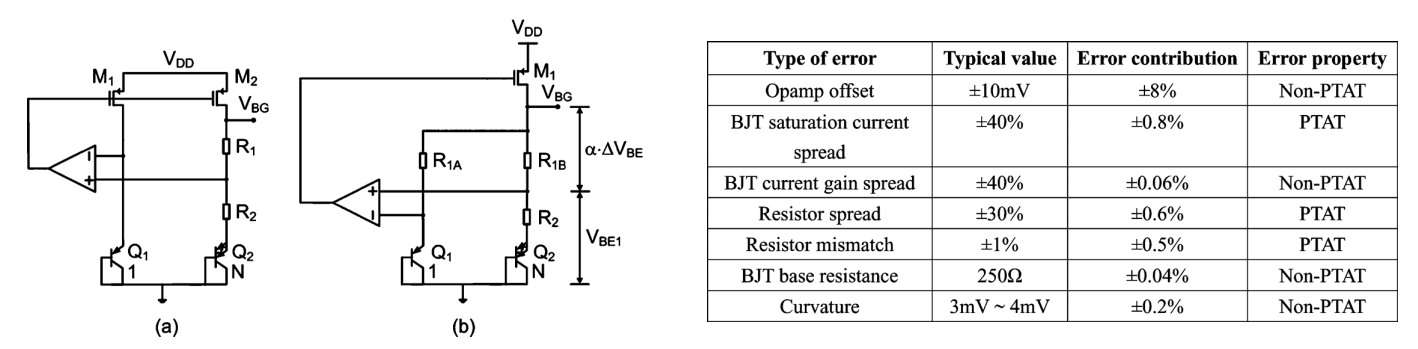 V_DD
M₁
M₂
V_BG
R₁
−
+
R₂
Q₁
Q₂
1
N
(a)
V_DD
M₁
V_BG
R₁A
R₁B
α·ΔV_BE
+
−
R₂
V_BE1
Q₁
Q₂
1
N
(b)
Type of error Typical value Error contribution Error property
Opamp offset ±10mV ±8% Non-PTAT
BJT saturation current
spread ±40% ±0.8% PTAT
BJT current gain spread ±40% ±0.06% Non-PTAT
Resistor spread ±30% ±0.6% PTAT
Resistor mismatch ±1% ±0.5% PTAT
BJT base resistance 250Ω ±0.04% Non-PTAT
Curvature 3mV ~ 4mV ±0.2% Non-PTAT